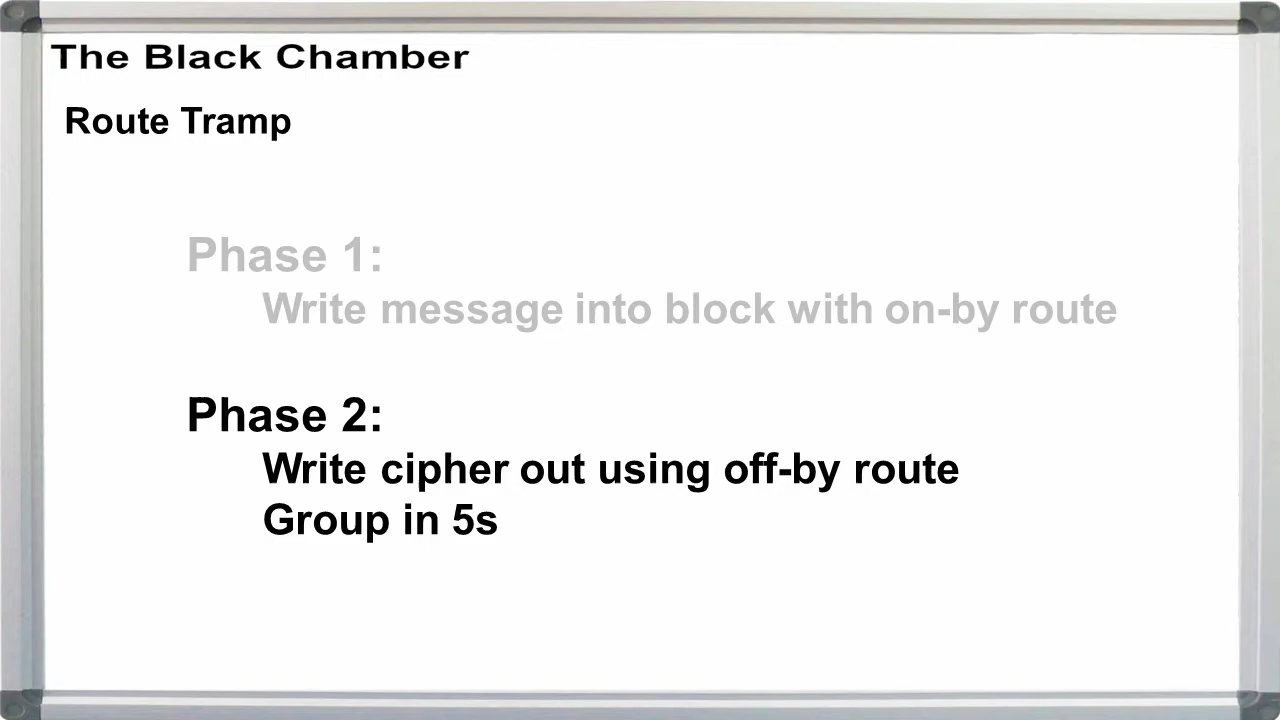 The Black Chamber
Route Tramp
Phase 1:
Write message into block with on-by route
Phase 2:
Write cipher out using off-by route
Group in 5s